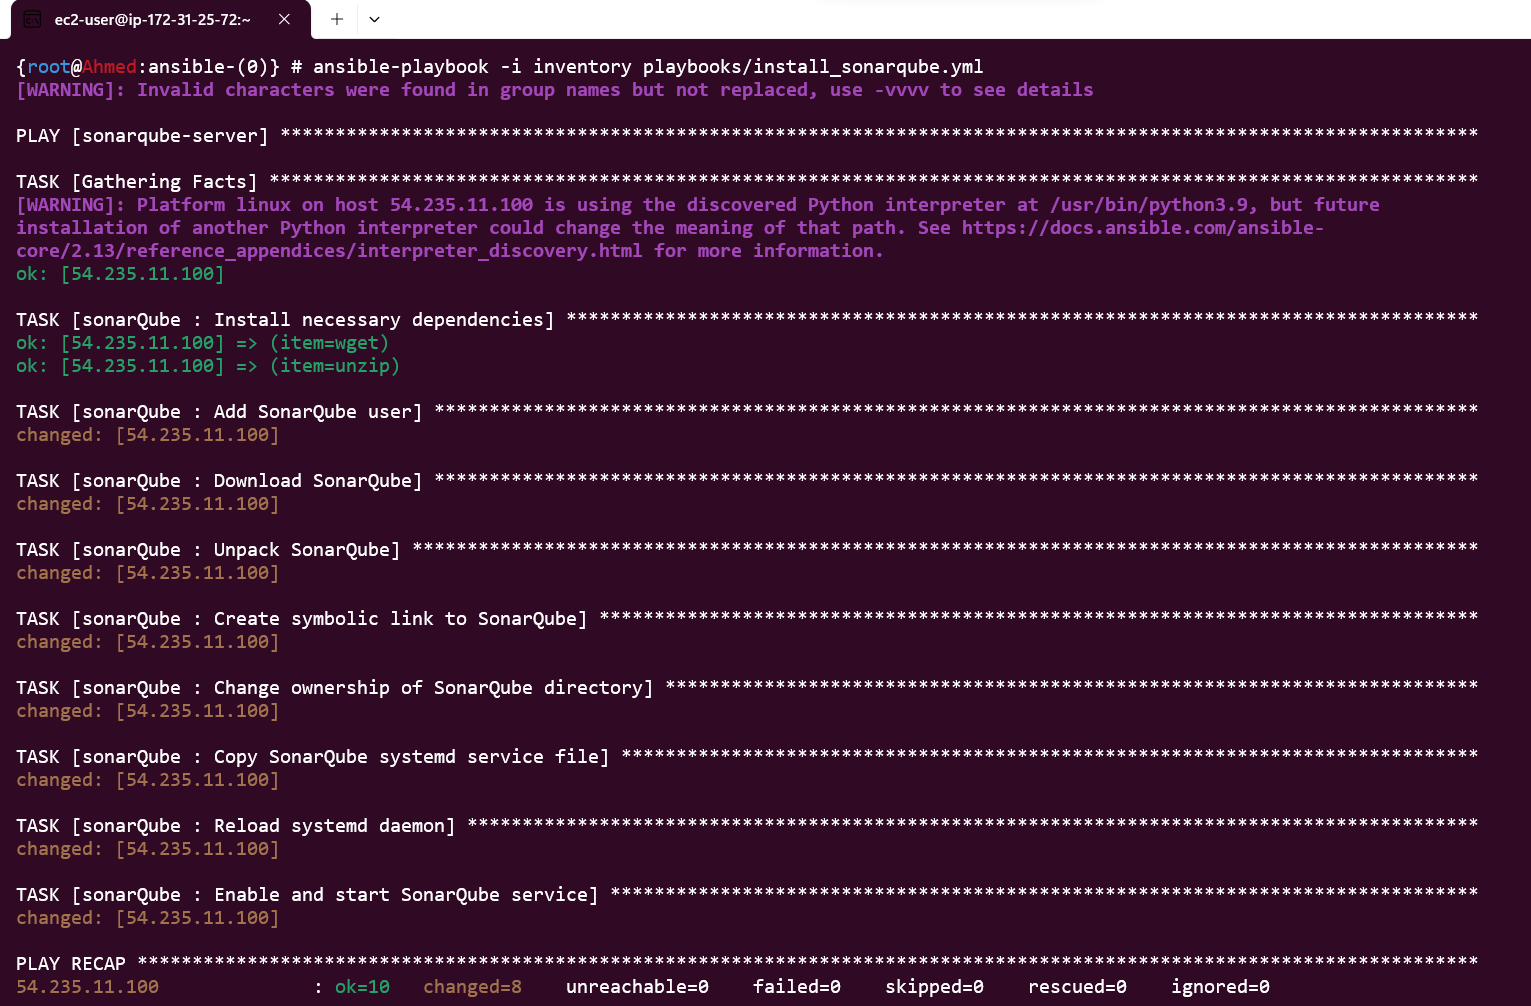 ec2-user@ip-172-31-25-72:~
{root@Ahmed:ansible-(0)} # ansible-playbook -i inventory playbooks/install_sonarqube.yml
[WARNING]: Invalid characters were found in group names but not replaced, use -vvvv to see details
PLAY [sonarqube-server] *************************************************************************************************************
TASK [Gathering Facts] **************************************************************************************************************
[WARNING]: Platform linux on host 54.235.11.100 is using the discovered Python interpreter at /usr/bin/python3.9, but future
installation of another Python interpreter could change the meaning of that path. See https://docs.ansible.com/ansible-
core/2.13/reference_appendices/interpreter_discovery.html for more information.
ok: [54.235.11.100]
TASK [sonarQube : Install necessary dependencies] ***********************************************************************************
ok: [54.235.11.100] => (item=wget)
ok: [54.235.11.100] => (item=unzip)
TASK [sonarQube : Add SonarQube user] ***********************************************************************************************
changed: [54.235.11.100]
TASK [sonarQube : Download SonarQube] ***********************************************************************************************
changed: [54.235.11.100]
TASK [sonarQube : Unpack SonarQube] *************************************************************************************************
changed: [54.235.11.100]
TASK [sonarQube : Create symbolic link to SonarQube] ********************************************************************************
changed: [54.235.11.100]
TASK [sonarQube : Change ownership of SonarQube directory] **************************************************************************
changed: [54.235.11.100]
TASK [sonarQube : Copy SonarQube systemd service file] ******************************************************************************
changed: [54.235.11.100]
TASK [sonarQube : Reload systemd daemon] ********************************************************************************************
changed: [54.235.11.100]
TASK [sonarQube : Enable and start SonarQube service] *******************************************************************************
changed: [54.235.11.100]
PLAY RECAP **************************************************************************************************************************
54.235.11.100              : ok=10   changed=8    unreachable=0    failed=0    skipped=0    rescued=0    ignored=0